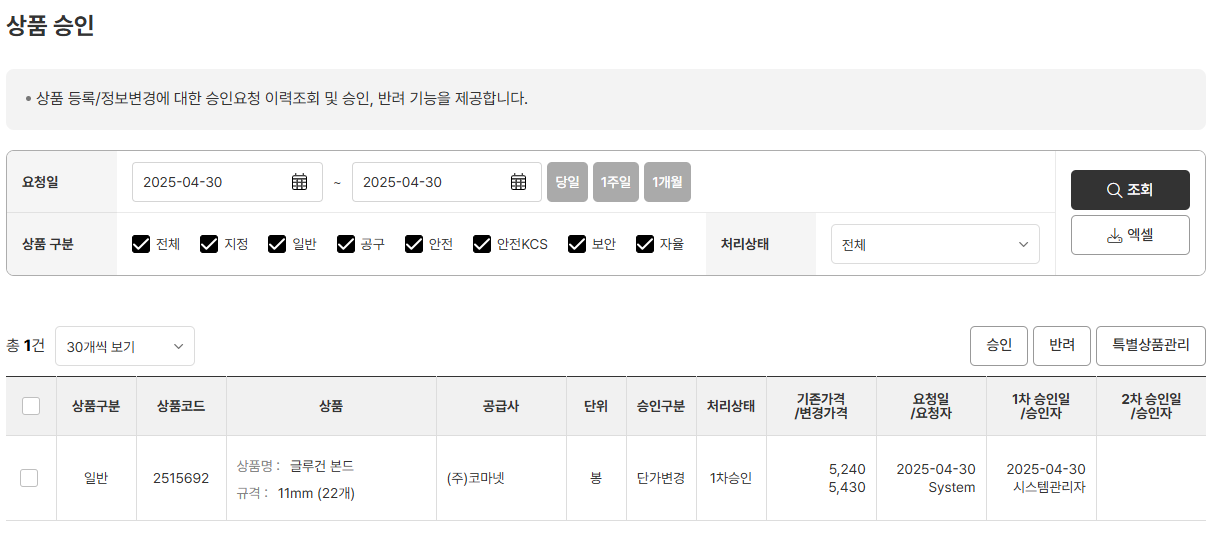 상품 승인
• 상품 등록/정보변경에 대한 승인요청 이력조회 및 승인, 반려 기능을 제공합니다.
요청일 2025-04-30 ~ 2025-04-30 당일 1주일 1개월 조회
상품 구분 전체 지정 일반 공구 안전 안전KCS 보안 자율 처리상태 전체 엑셀
총 1건 30개씩 보기 승인 반려 특별상품관리
상품구분 상품코드 상품 공급사 단위 승인구분 처리상태 기존가격 요청일 1차 승인일 2차 승인일
/변경가격 /요청자 /승인자 /승인자
상품명 : 글루건 본드 5,240 2025-04-30 2025-04-30
일반 2515692 (주)코마넷 봉 단가변경 1차승인
규격 : 11mm (22개) 5,430 System 시스템관리자